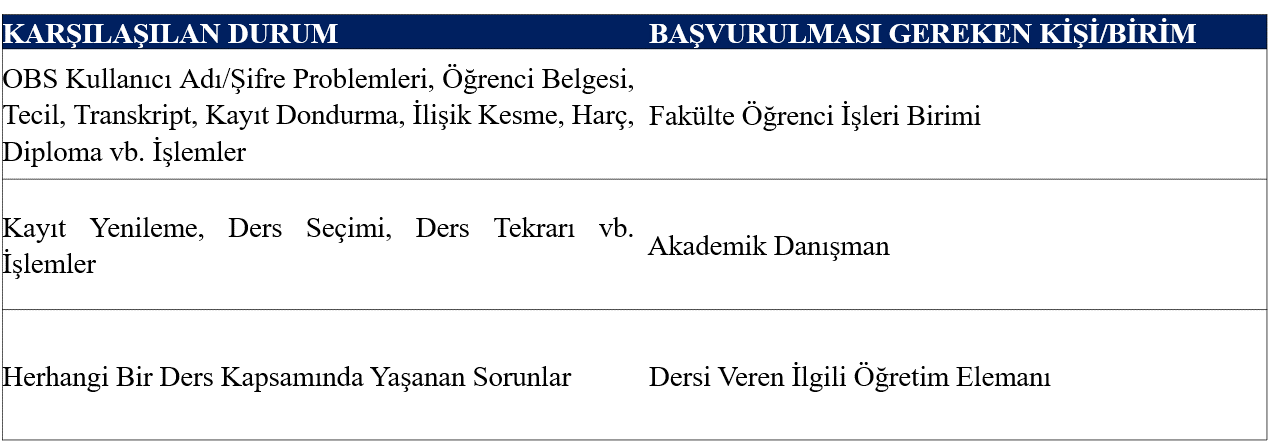 KARŞILAŞILAN DURUM
BAŞVURULMASI GEREKEN KİŞİ/BİRİM
OBS Kullanıcı Adı/Şifre Problemleri, Öğrenci Belgesi,
Tecil, Transkript, Kayıt Dondurma, İlişik Kesme, Harç,
Diploma vb. İşlemler
Fakülte Öğrenci İşleri Birimi
Kayıt Yenileme, Ders Seçimi, Ders Tekrarı vb.
İşlemler
Akademik Danışman
Herhangi Bir Ders Kapsamında Yaşanan Sorunlar
Dersi Veren İlgili Öğretim Elemanı